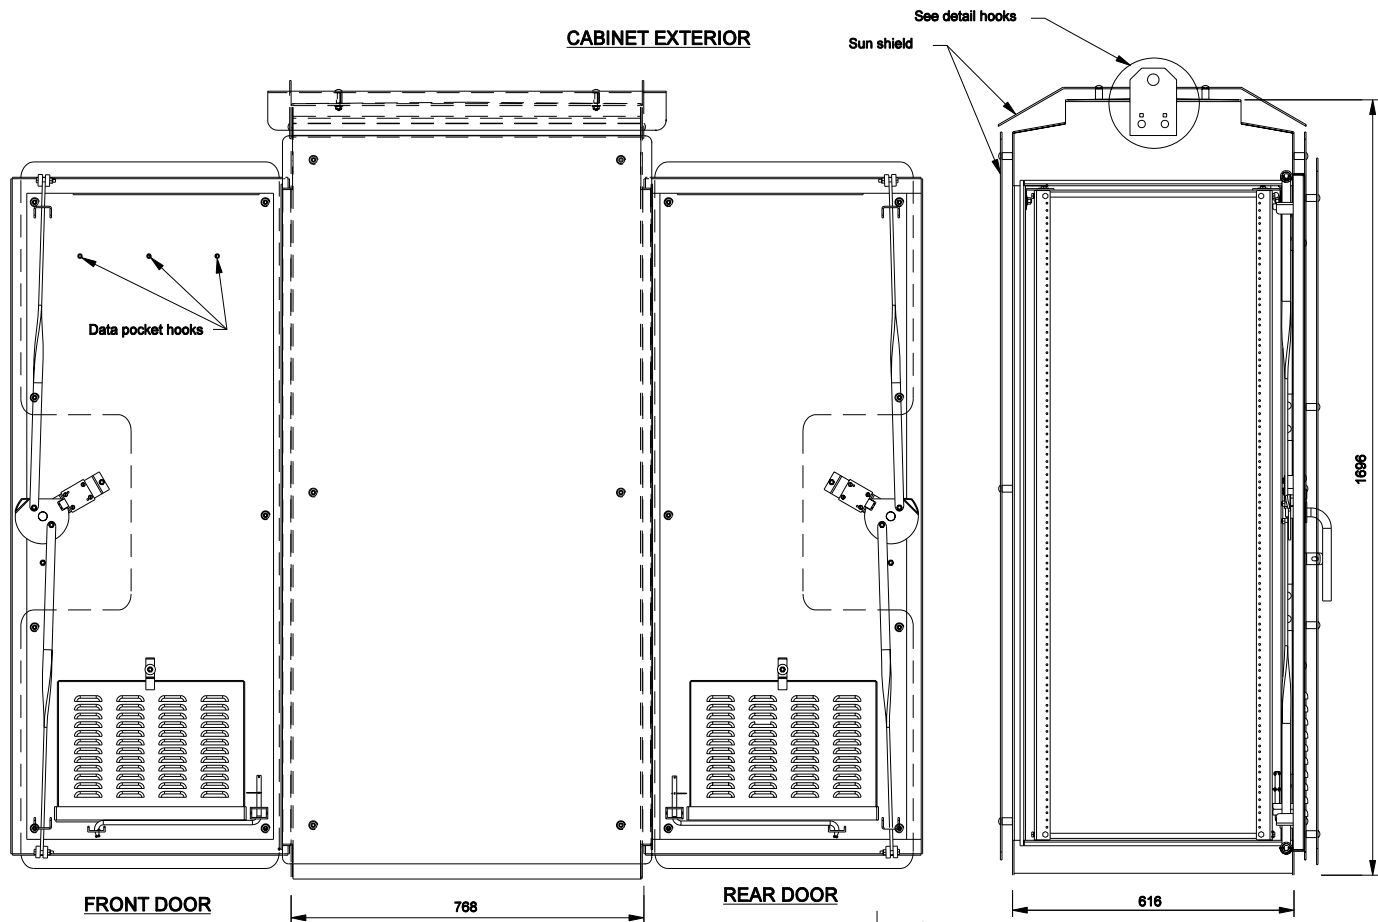 CABINET EXTERIOR
See detail hooks
Sun shield
Data pocket hooks
1696
FRONT DOOR
768
REAR DOOR
616